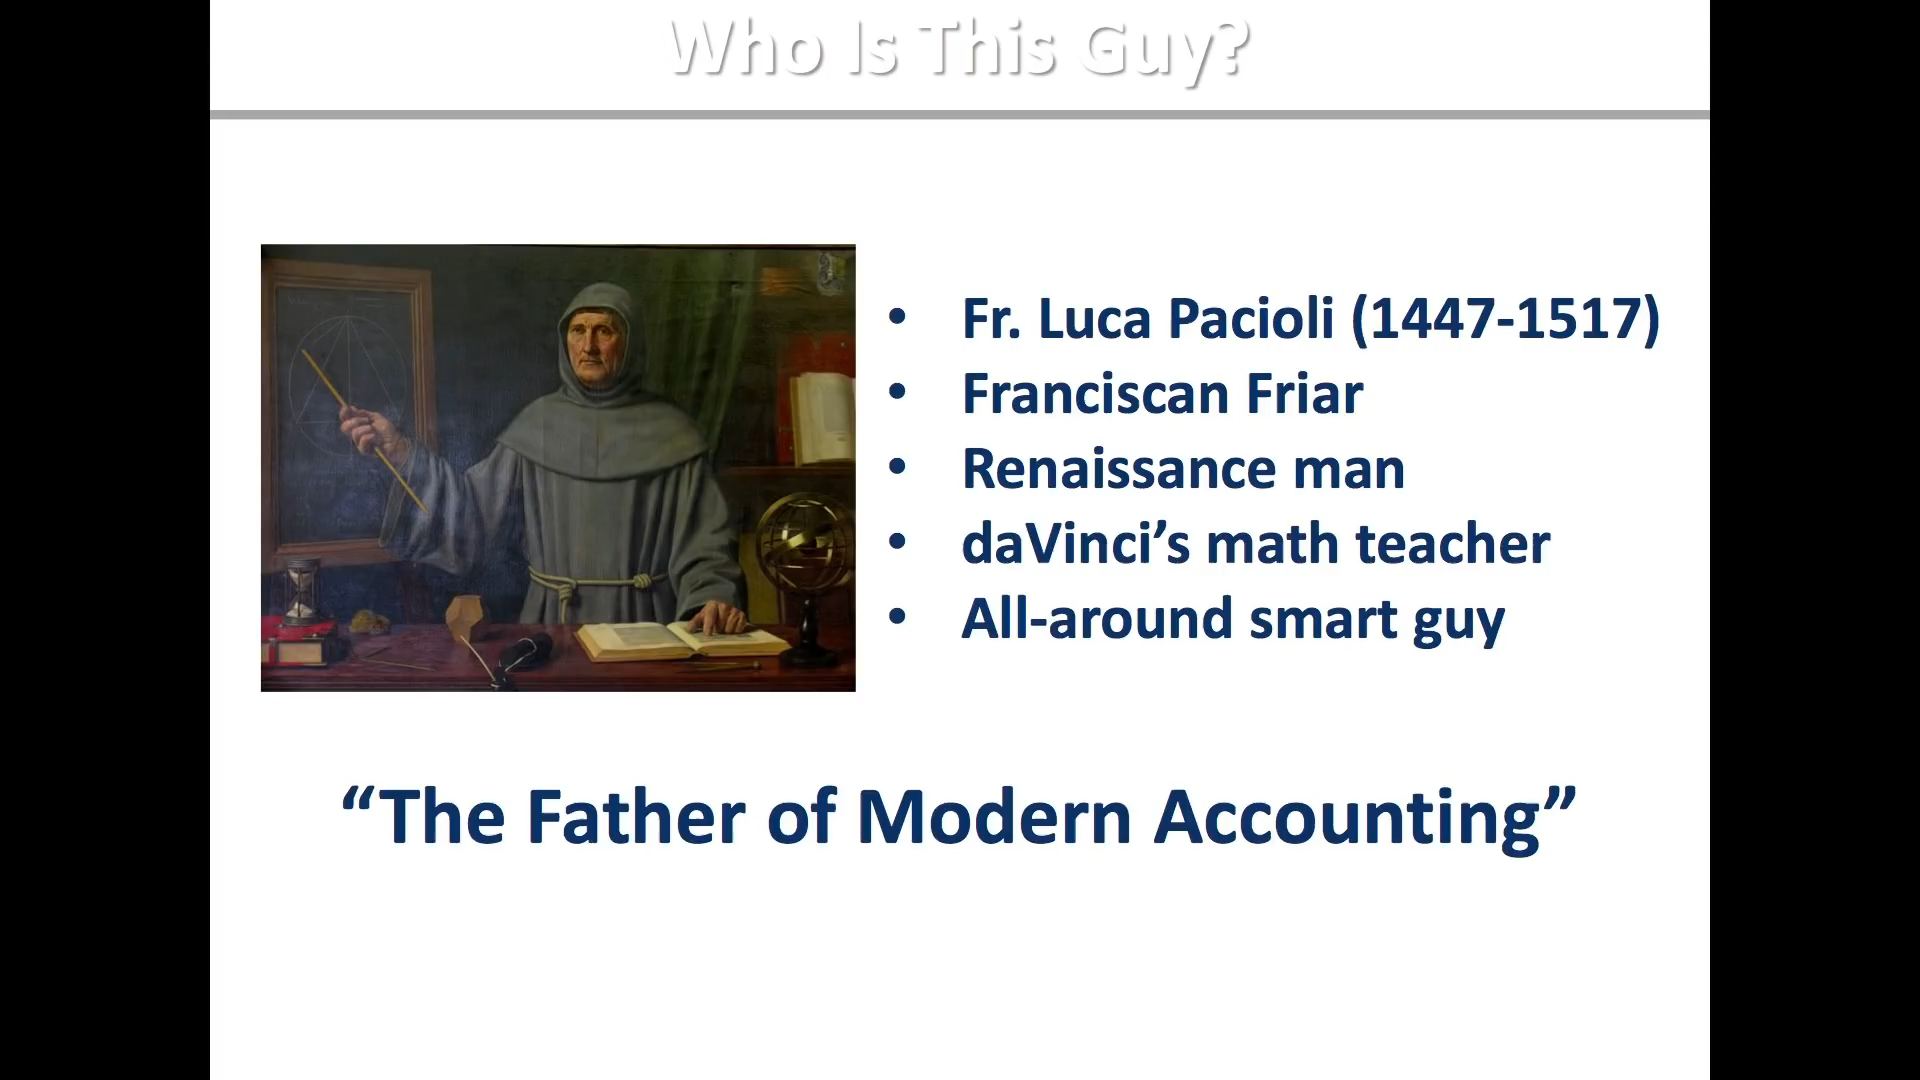 Who Is This Guy?
• Fr. Luca Pacioli (1447-1517)
• Franciscan Friar
• Renaissance man
• daVinci’s math teacher
• All-around smart guy
“The Father of Modern Accounting”